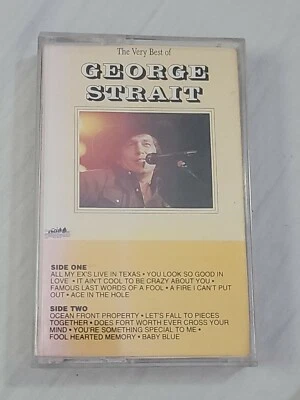 The Very Best of
GEORGE
STRAIT
SIDE ONE
ALL MY EX'S LIVE IN TEXAS • YOU LOOK SO GOOD IN
LOVE • IT AIN'T COOL TO BE CRAZY ABOUT YOU •
FAMOUS LAST WORDS OF A FOOL • A FIRE I CAN'T PUT
OUT • ACE IN THE HOLE
SIDE TWO
OCEAN FRONT PROPERTY • LET'S FALL TO PIECES
TOGETHER • DOES FORT WORTH EVER CROSS YOUR
MIND • YOU'RE SOMETHING SPECIAL TO ME •
FOOL HEARTED MEMORY • BABY BLUE